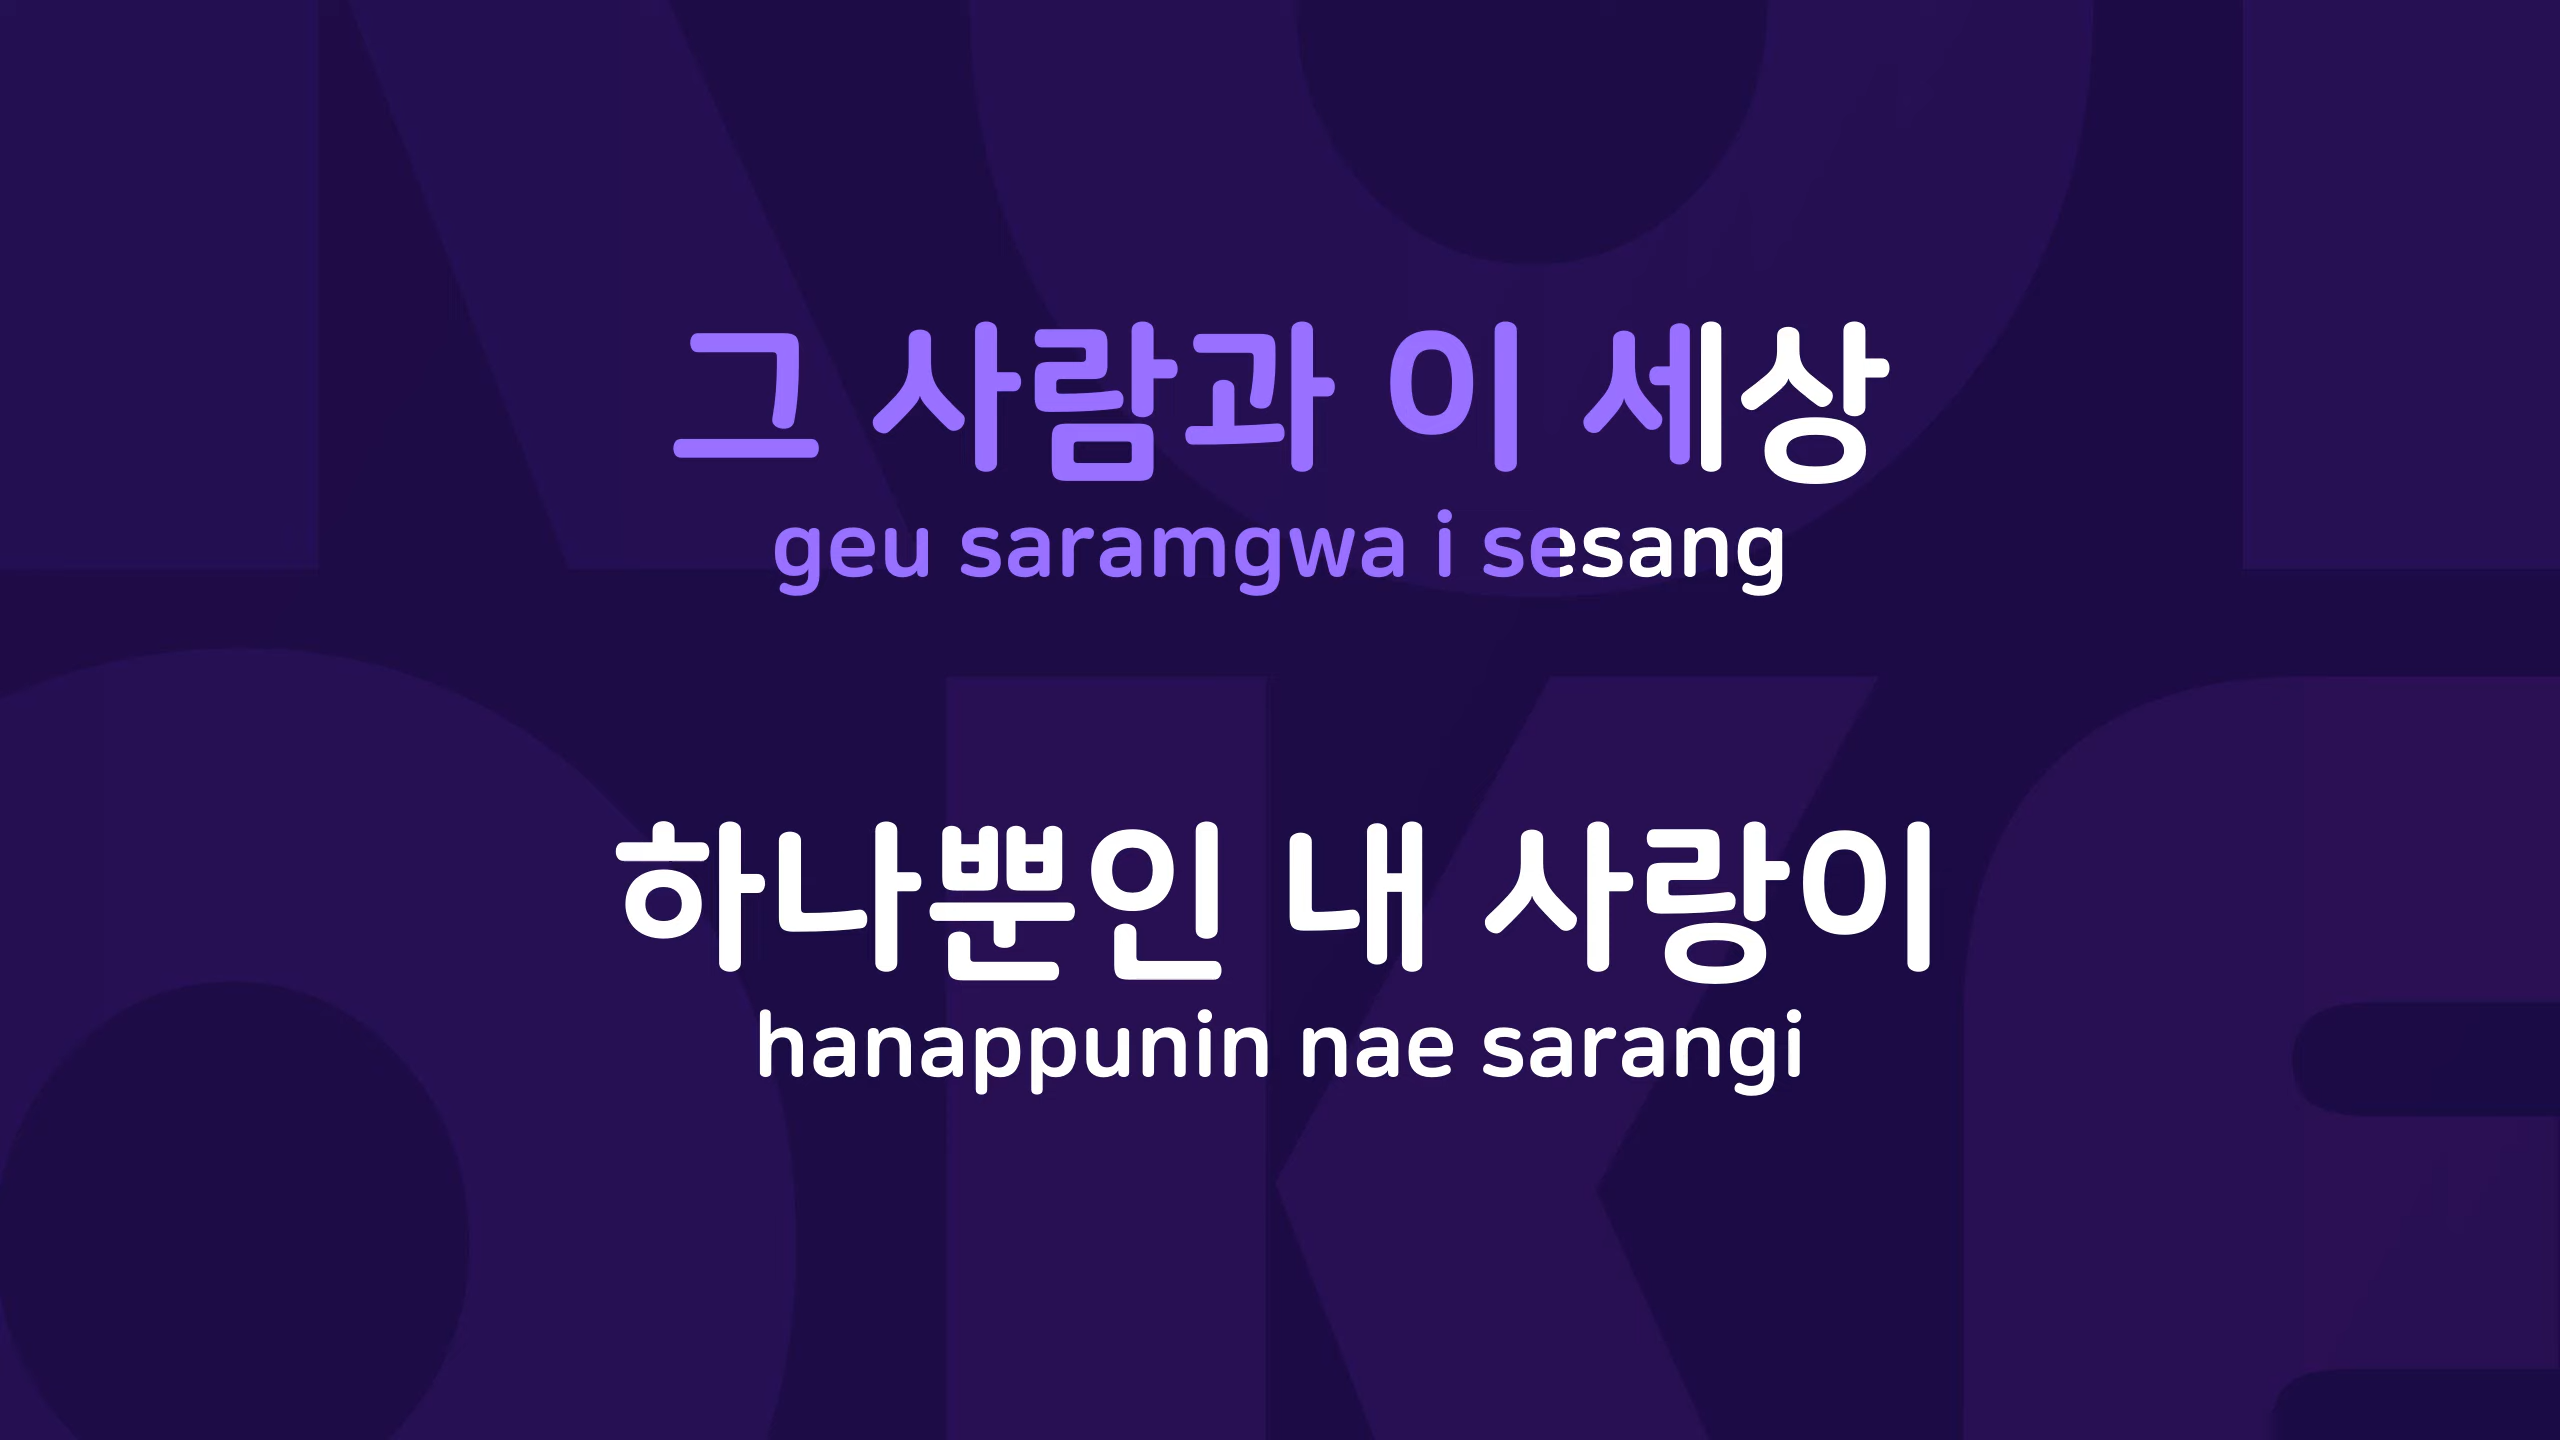 그 사람과 이 세상
geu saramgwa i sesang
하나뿐인 내 사랑이
hanappunin nae sarangi